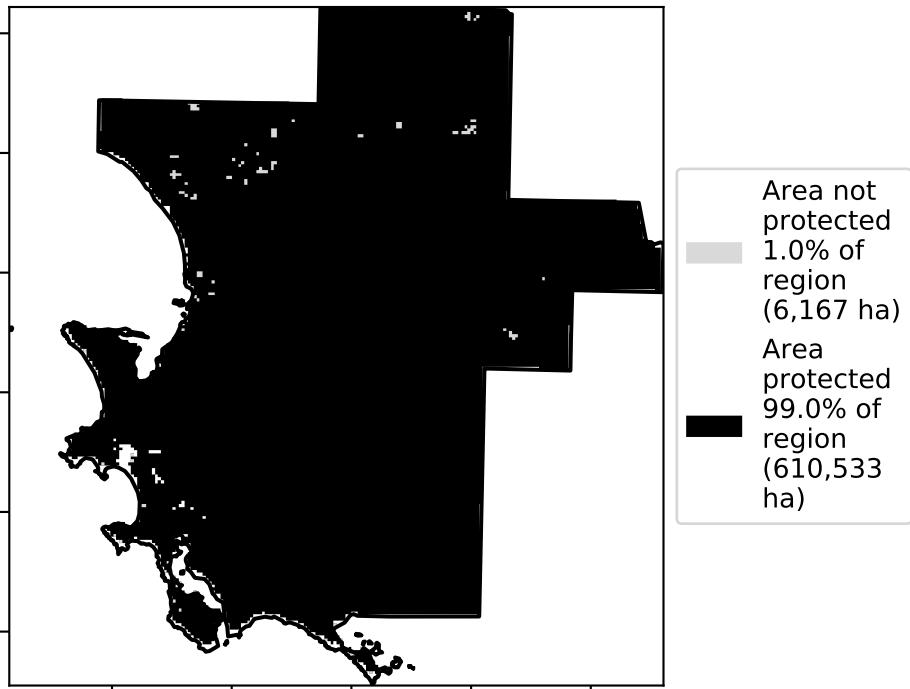 Area not
protected
1.0% of
region
(6,167 ha)
Area
protected
99.0% of
region
(610,533
ha)